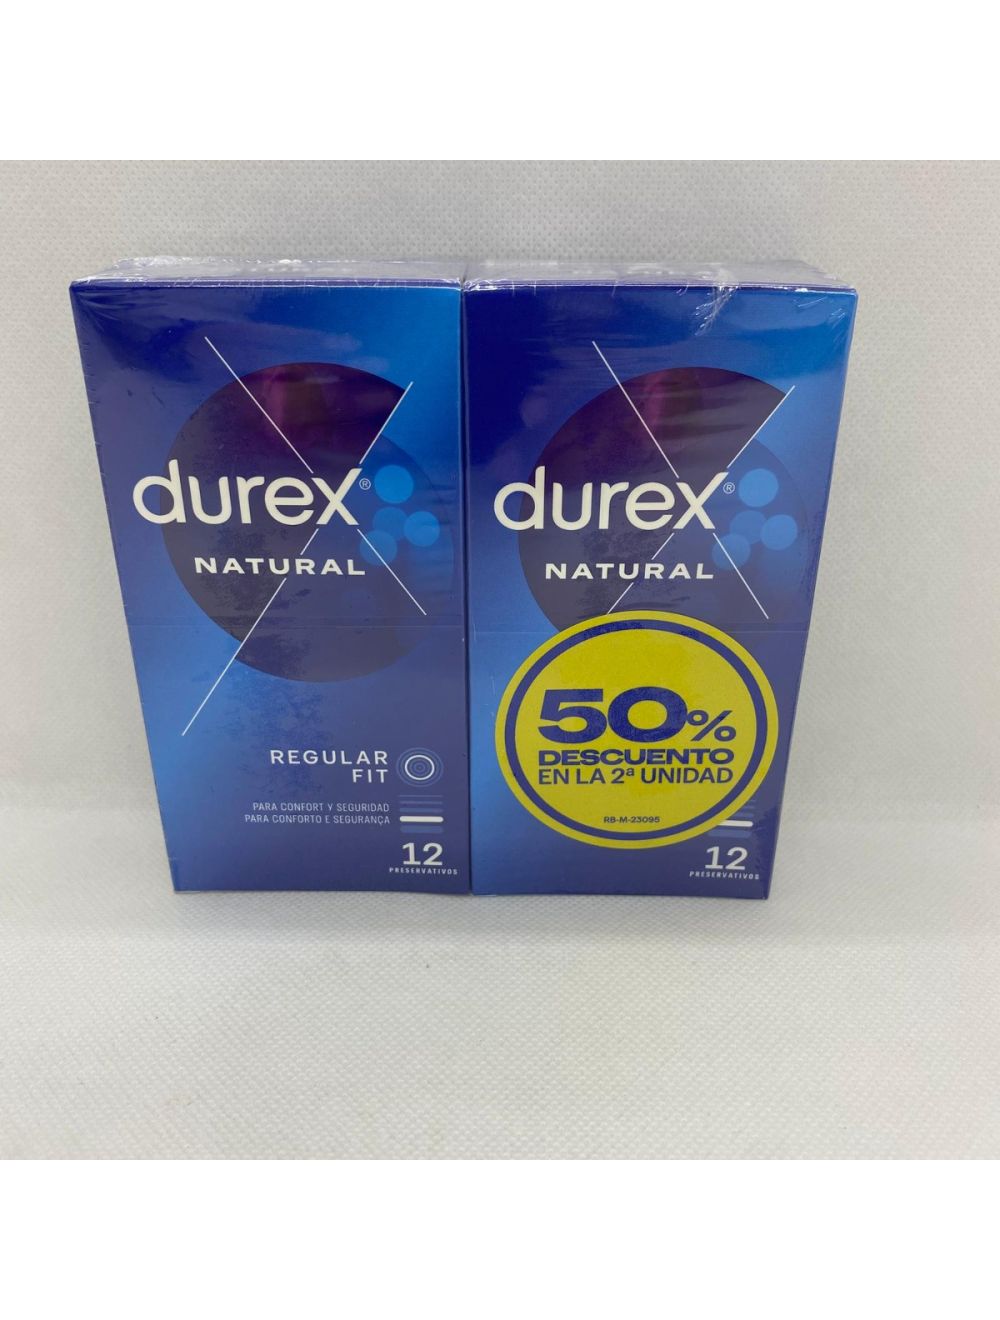 durex®
NATURAL
REGULAR
FIT
PARA CONFORT Y SEGURIDAD
PARA CONFORTO E SEGURANÇA
12
PRESERVATIVOS
durex®
NATURAL
50%
DESCUENTO
EN LA 2ª UNIDAD
RB-M-23095
12
PRESERVATIVOS